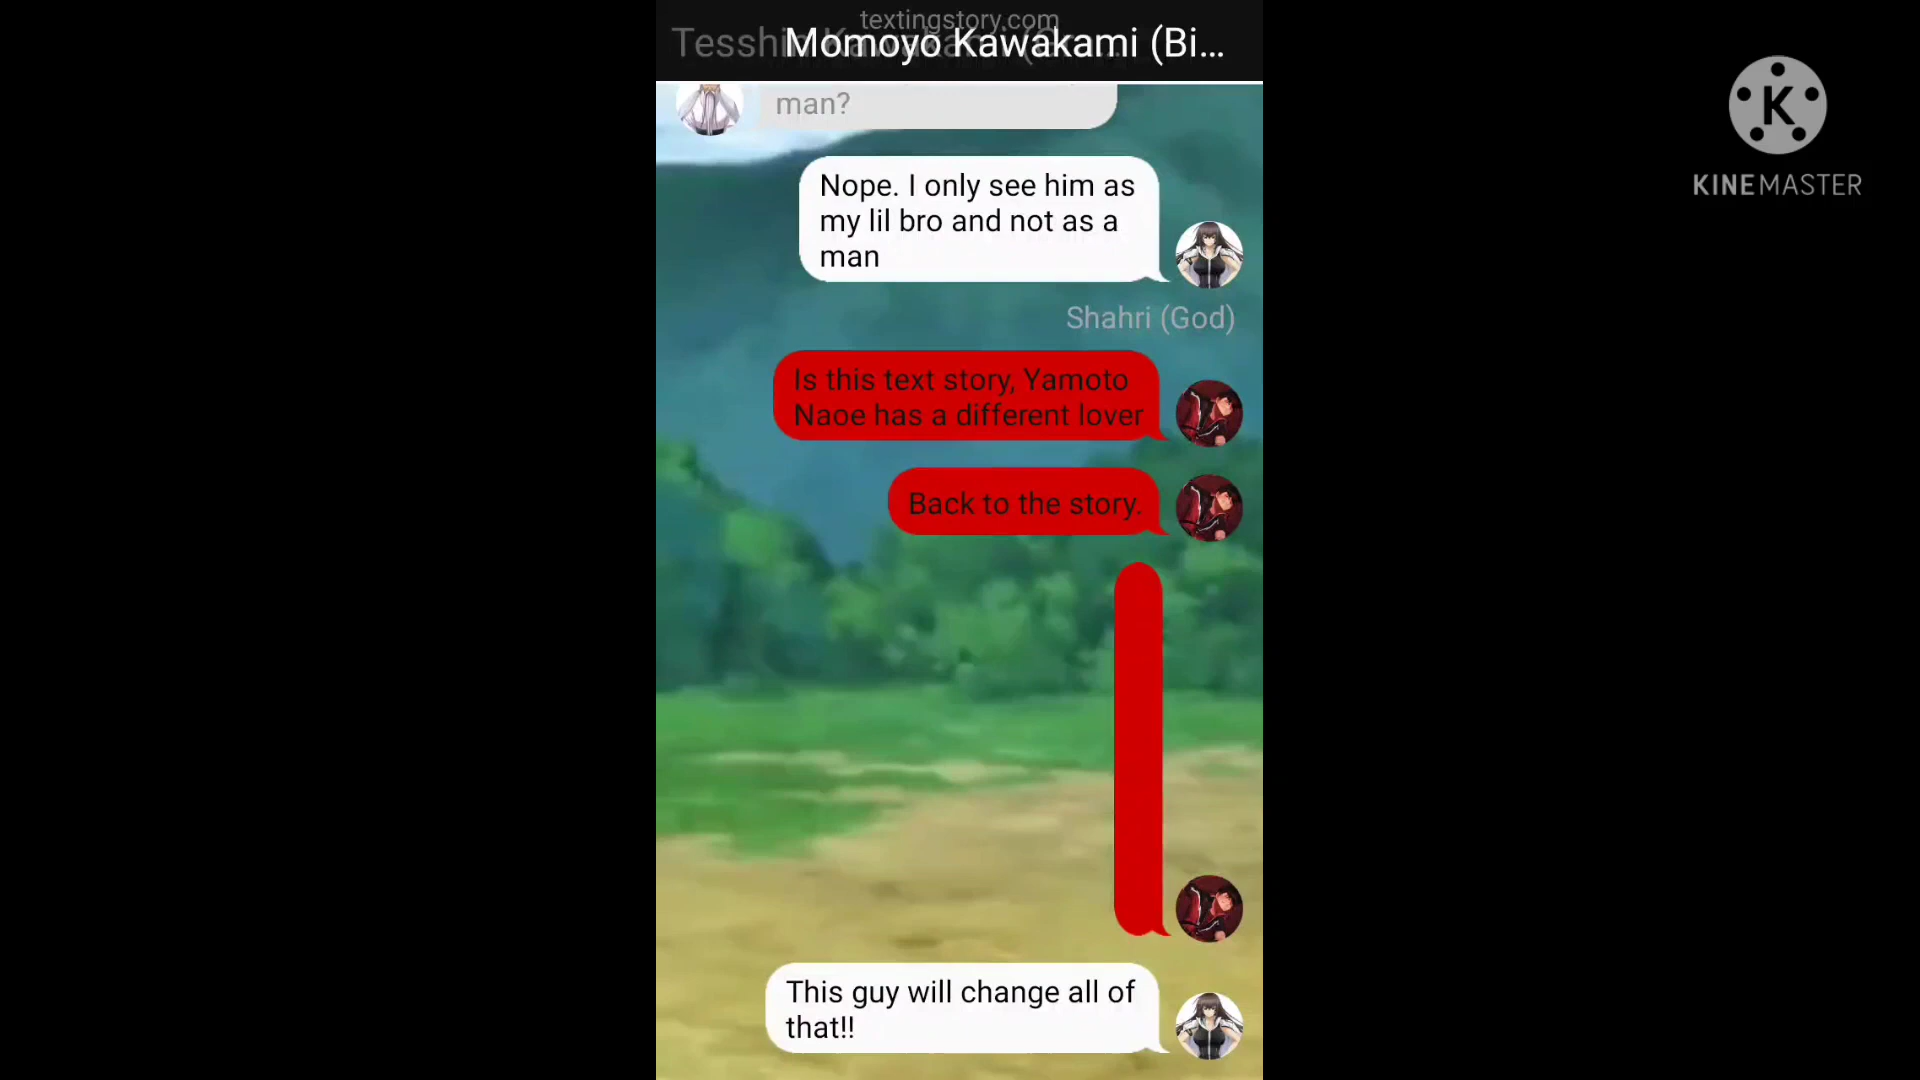 textingstory.com
Momoyo Kawakami (Bi...
man?
Nope. I only see him as
my lil bro and not as a
man
Shahri (God)
Is this text story, Yamoto
Naoe has a different lover
Back to the story.
This guy will change all of
that!!
K
KINEMASTER